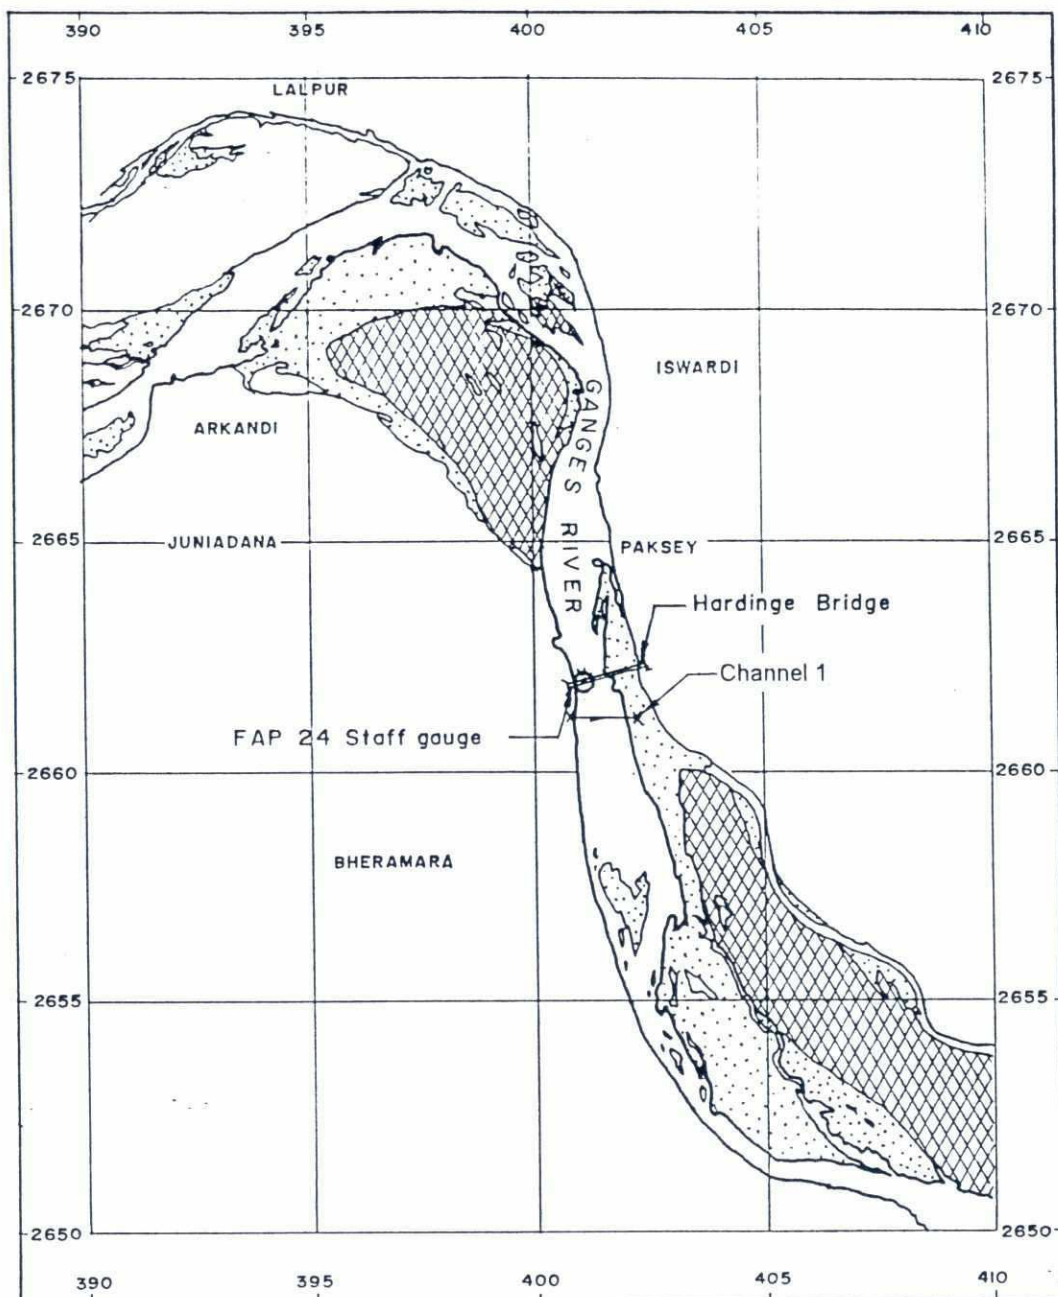 390 395 400 405 410
2675 2675
LALPUR
2670 2670
ISWARDI
ARKANDI
GANGES RIVER
2665 2665
JUNIADANA PAKSEY
Hardinge Bridge
Channel 1
FAP 24 Staff gauge
2660 2660
BHERAMARA
2655 2655
2650 2650
390 395 400 405 410